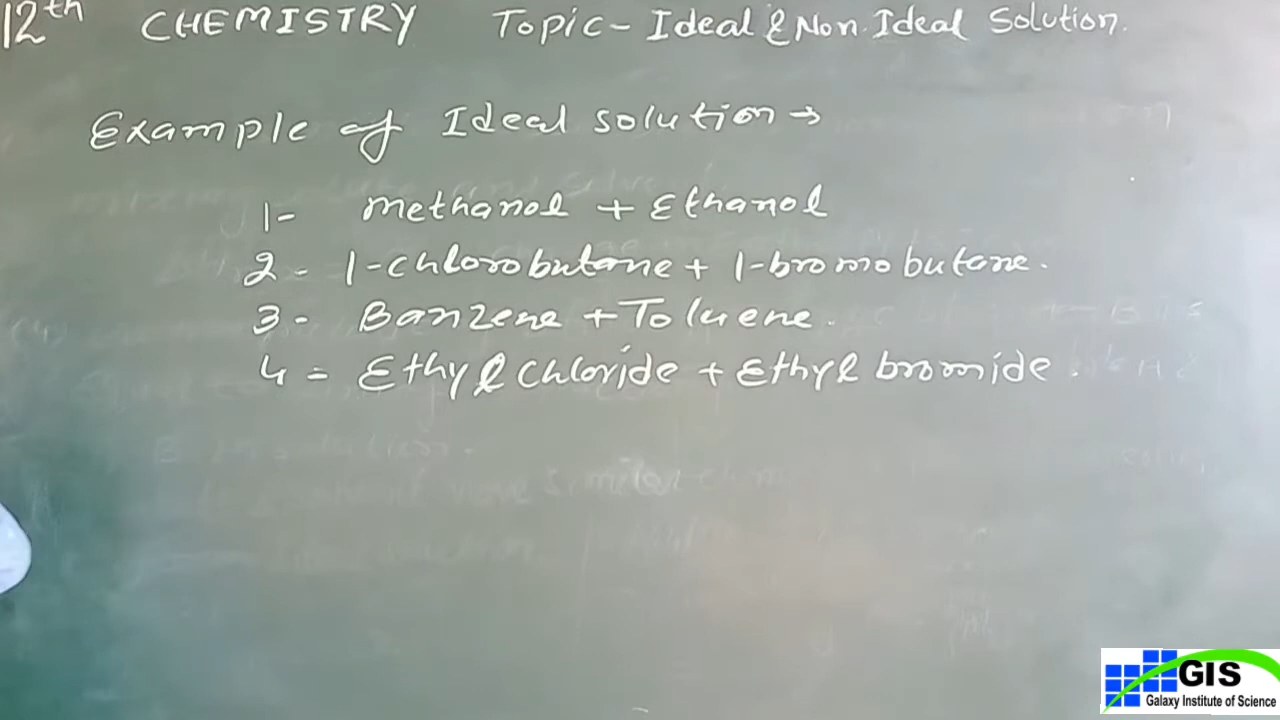 12th CHEMISTRY Topic - Ideal & Non. Ideal Solution.
Example of Ideal solution →
1- Methanol + Ethanol
2 - 1-chlorobutane + 1-bromobutane.
3 - Banzene + Toluene.
4 - Ethyl Chloride + Ethyl bromide.
GIS
Galaxy Institute of Science